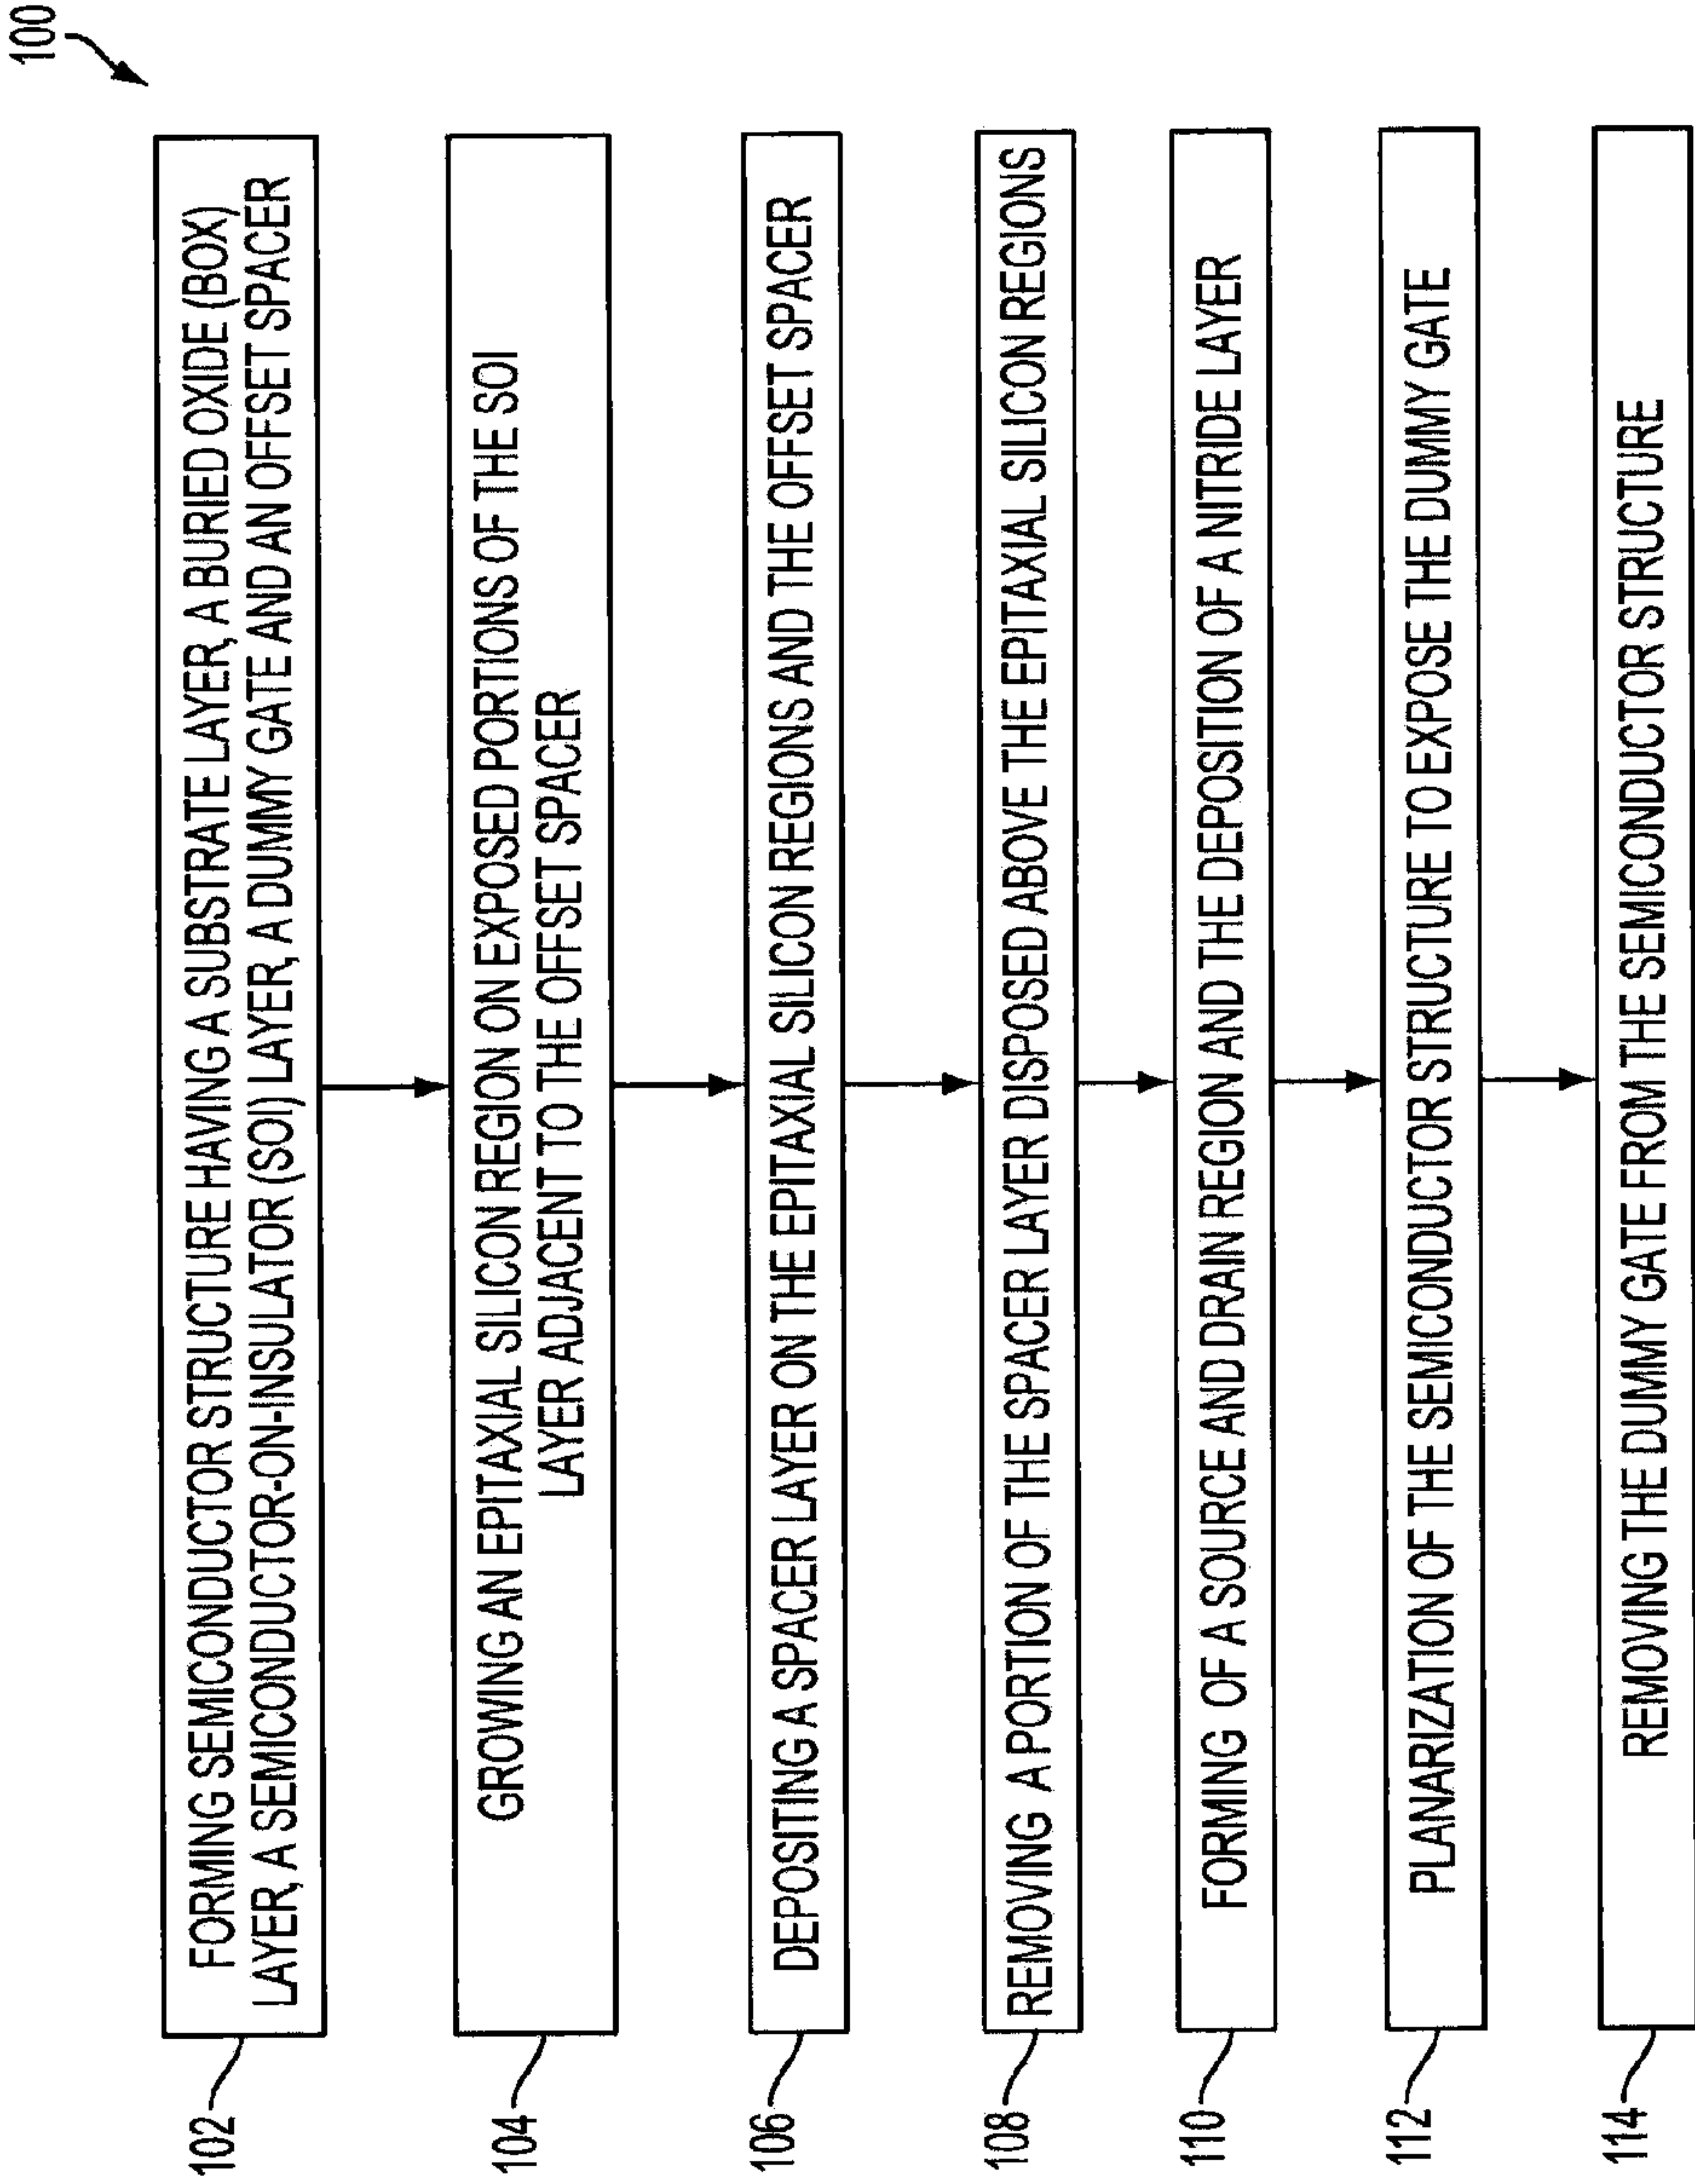 100
102
FORMING SEMICONDUCTOR STRUCTURE HAVING A SUBSTRATE LAYER, A BURIED OXIDE (BOX)
LAYER, A SEMICONDUCTOR-ON-INSULATOR (SOI) LAYER, A DUMMY GATE AND AN OFFSET SPACER
104
GROWING AN EPITAXIAL SILICON REGION ON EXPOSED PORTIONS OF THE SOI
LAYER ADJACENT TO THE OFFSET SPACER
106
DEPOSITING A SPACER LAYER ON THE EPITAXIAL SILICON REGIONS AND THE OFFSET SPACER
108
REMOVING A PORTION OF THE SPACER LAYER DISPOSED ABOVE THE EPITAXIAL SILICON REGIONS
110
FORMING OF A SOURCE AND DRAIN REGION AND THE DEPOSITION OF A NITRIDE LAYER
112
PLANARIZATION OF THE SEMICONDUCTOR STRUCTURE TO EXPOSE THE DUMMY GATE
114
REMOVING THE DUMMY GATE FROM THE SEMICONDUCTOR STRUCTURE